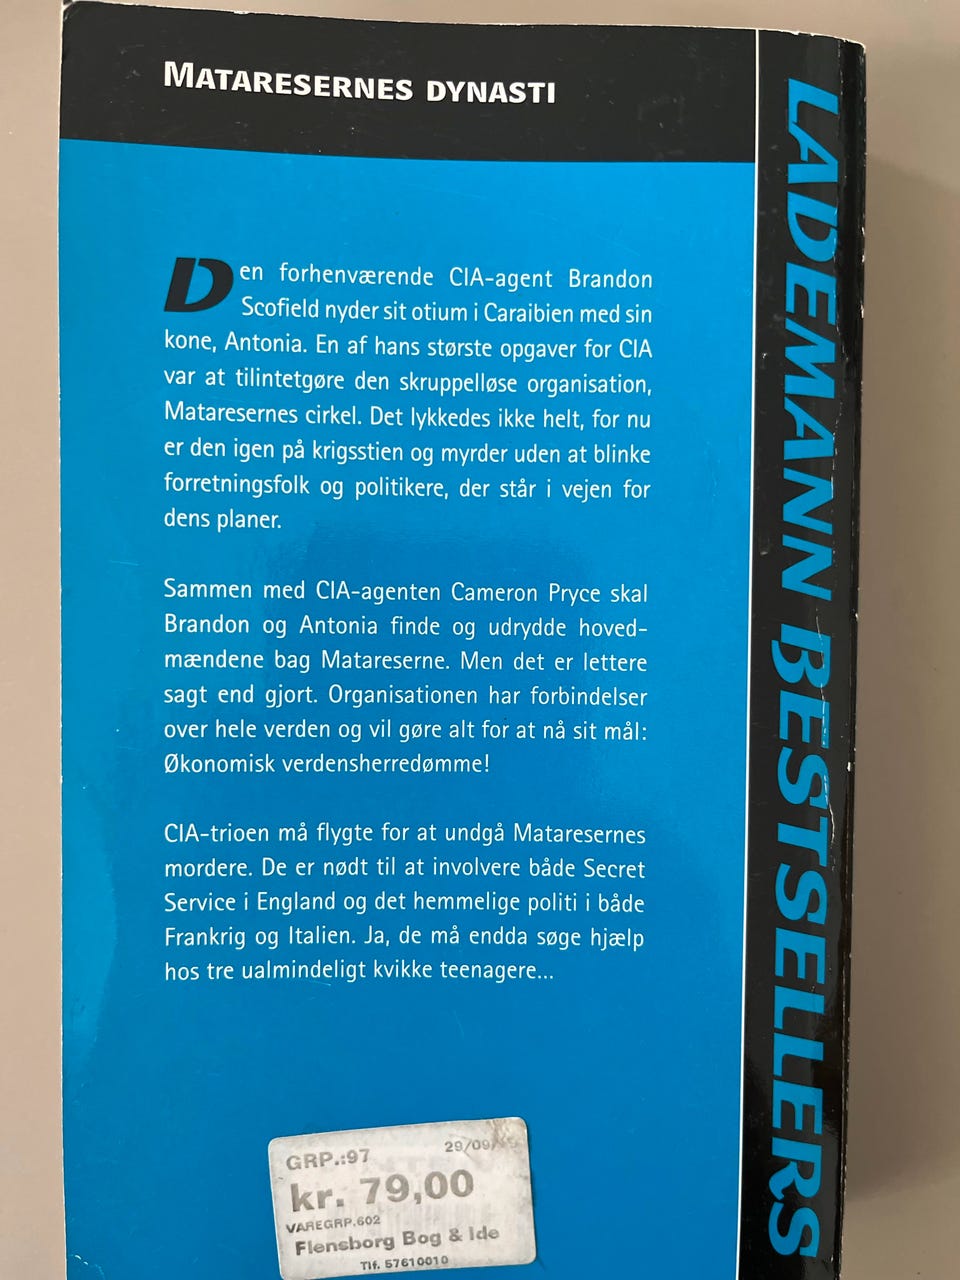 MATARESERNES DYNASTI
Den forhenværende CIA-agent Brandon
Scofield nyder sit otium i Caraibien med sin
kone, Antonia. En af hans største opgaver for CIA
var at tilintetgøre den skruppelløse organisation,
Mataresernes cirkel. Det lykkedes ikke helt, for nu
er den igen på krigsstien og myrder uden at blinke
forretningsfolk og politikere, der står i vejen for
dens planer.
Sammen med CIA-agenten Cameron Pryce skal
Brandon og Antonia finde og udrydde hoved-
mændene bag Matareserne. Men det er lettere
sagt end gjort. Organisationen har forbindelser
over hele verden og vil gøre alt for at nå sit mål:
Økonomisk verdensherredømme!
CIA-trioen må flygte for at undgå Mataresernes
mordere. De er nødt til at involvere både Secret
Service i England og det hemmelige politi i både
Frankrig og Italien. Ja, de må endda søge hjælp
hos tre ualmindeligt kvikke teenagere...
LADEMANN BESTSELLERS
GRP.:97 29/09/
kr. 79,00
VAREGRP.602
Flensborg Bog & Ide
Tlf. 57610010